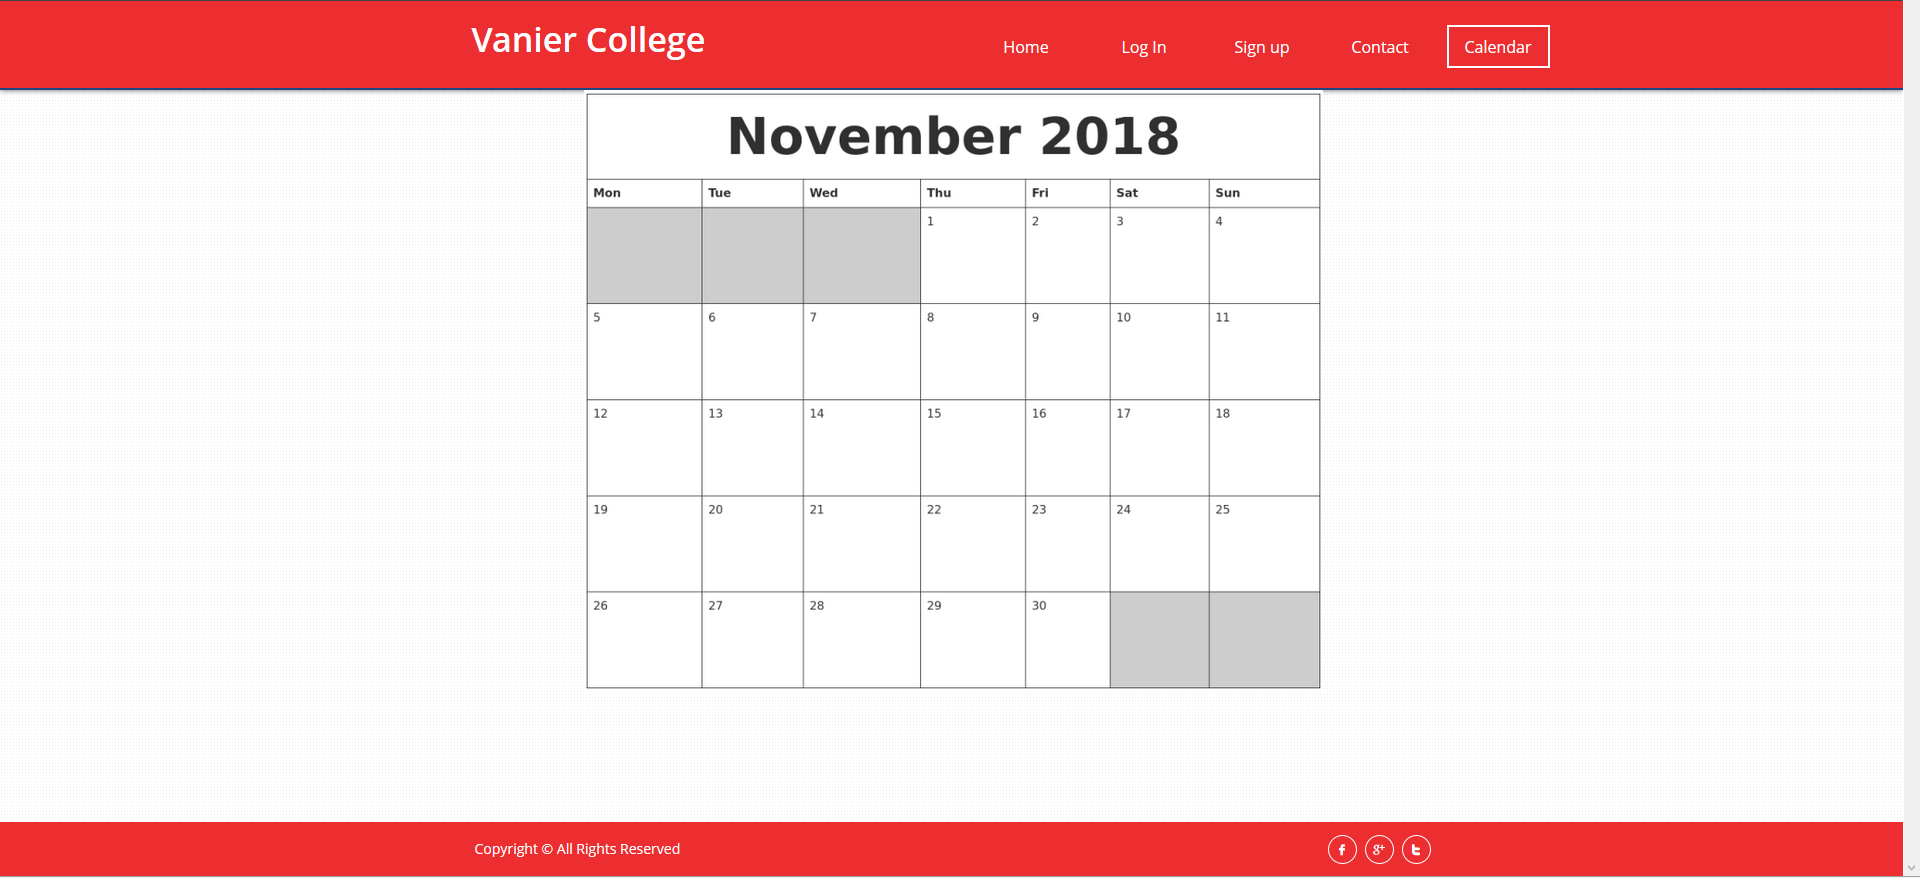 Vanier College
Home Log In Sign up Contact Calendar
November 2018
Mon Tue Wed Thu Fri Sat Sun
1 2 3 4
5 6 7 8 9 10 11
12 13 14 15 16 17 18
19 20 21 22 23 24 25
26 27 28 29 30
Copyright © All Rights Reserved